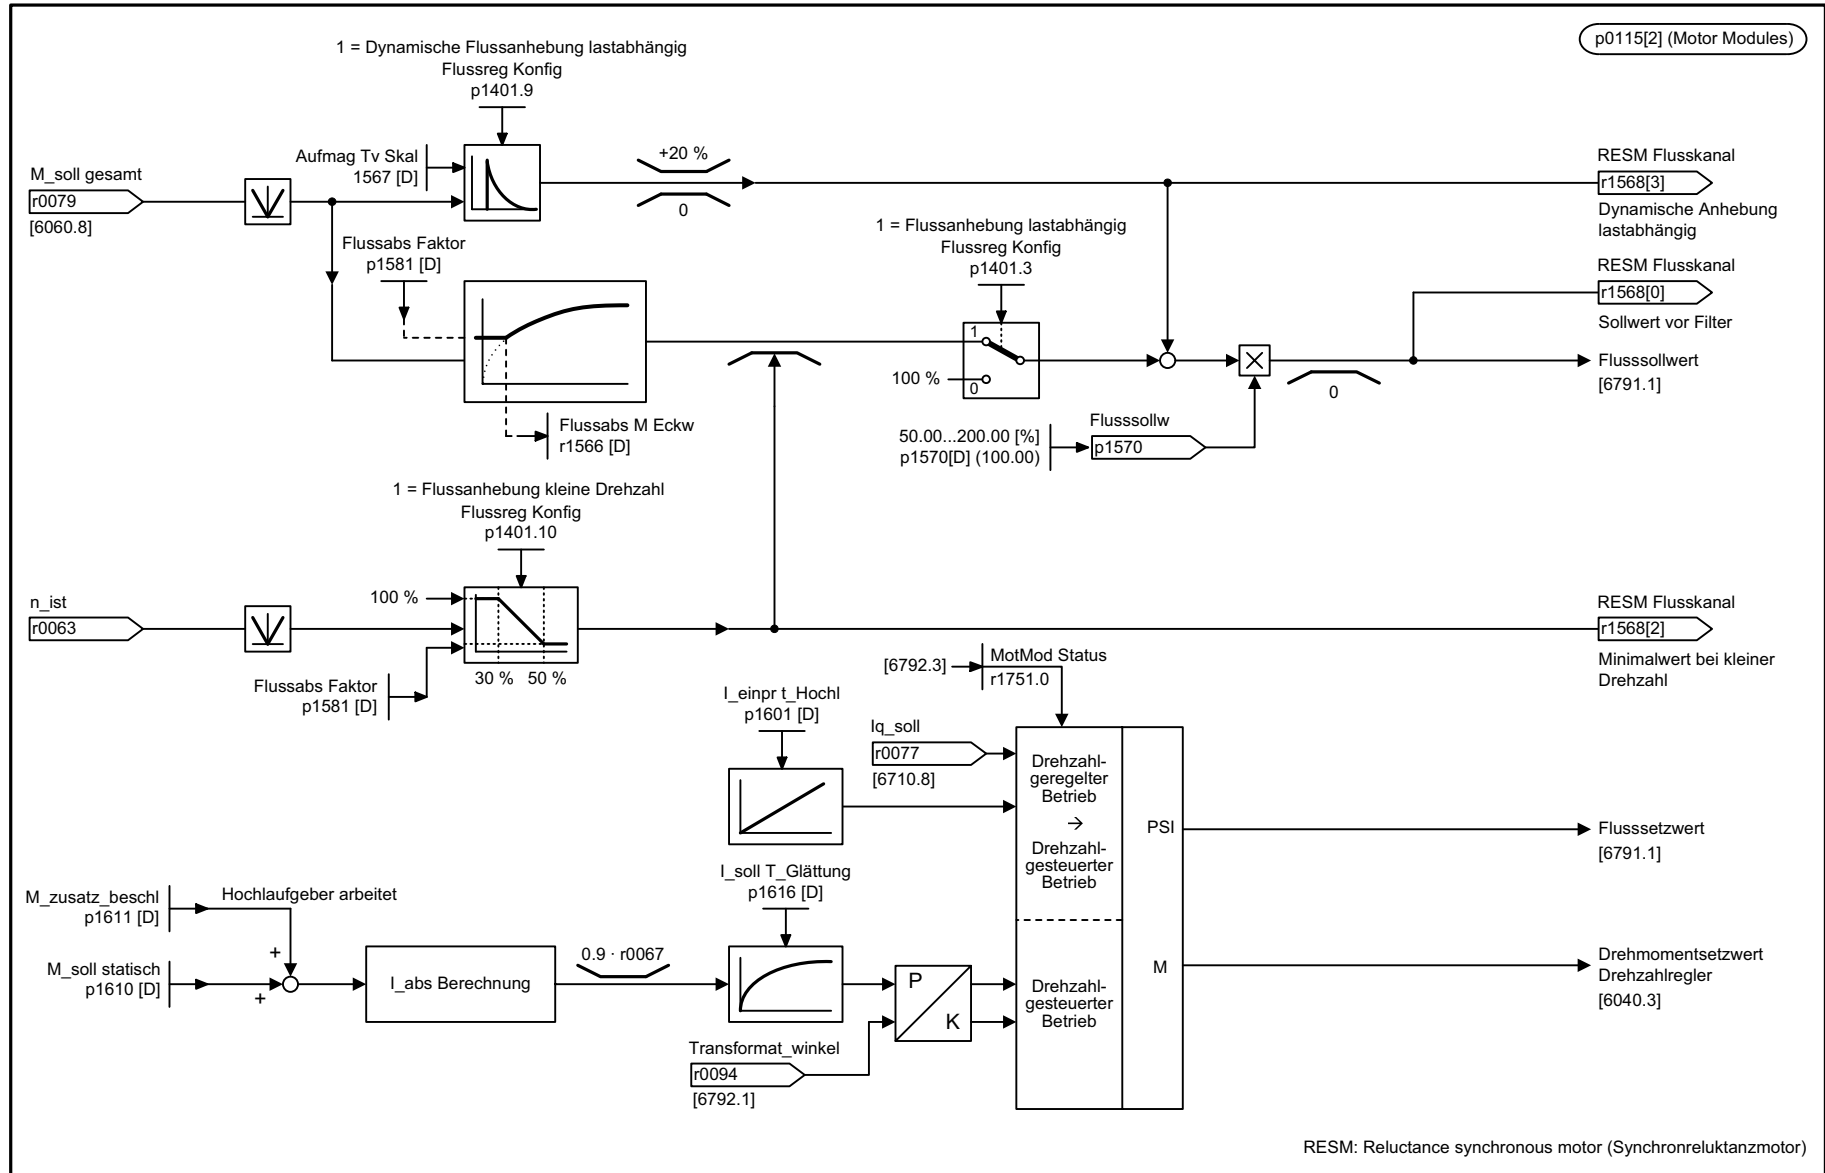 p0115[2] (Motor Modules)
1 = Dynamische Flussanhebung lastabhängig
Flussreg Konfig
p1401.9
Aufmag Tv Skal
1567 [D]
M_soll gesamt
r0079
[6060.8]
+20 %
0
RESM Flusskanal
r1568[3]
Dynamische Anhebung
lastabhängig
Flussabs Faktor
p1581 [D]
1 = Flussanhebung lastabhängig
Flussreg Konfig
p1401.3
RESM Flusskanal
r1568[0]
Sollwert vor Filter
1
100 %
0
Flusssollwert
[6791.1]
0
Flussabs M Eckw
r1566 [D]
50.00...200.00 [%]
p1570[D] (100.00)
Flusssollw
p1570
1 = Flussanhebung kleine Drehzahl
Flussreg Konfig
p1401.10
n_ist
r0063
100 %
30 %
50 %
Flussabs Faktor
p1581 [D]
RESM Flusskanal
r1568[2]
Minimalwert bei kleiner
Drehzahl
[6792.3]
MotMod Status
r1751.0
I_einpr t_Hochl
p1601 [D]
Iq_soll
r0077
[6710.8]
Drehzahl-
geregelter
Betrieb
→
Drehzahl-
gesteuerter
Betrieb
PSI
Flusssetzwert
[6791.1]
M_zusatz_beschl
p1611 [D]
Hochlaufgeber arbeitet
+
M_soll statisch
p1610 [D]
+
I_abs Berechnung
0.9 · r0067
I_soll T_Glättung
p1616 [D]
P
K
Transformat_winkel
r0094
[6792.1]
Drehzahl-
gesteuerter
Betrieb
M
Drehmomentsetzwert
Drehzahlregler
[6040.3]
RESM: Reluctance synchronous motor (Synchronreluktanzmotor)